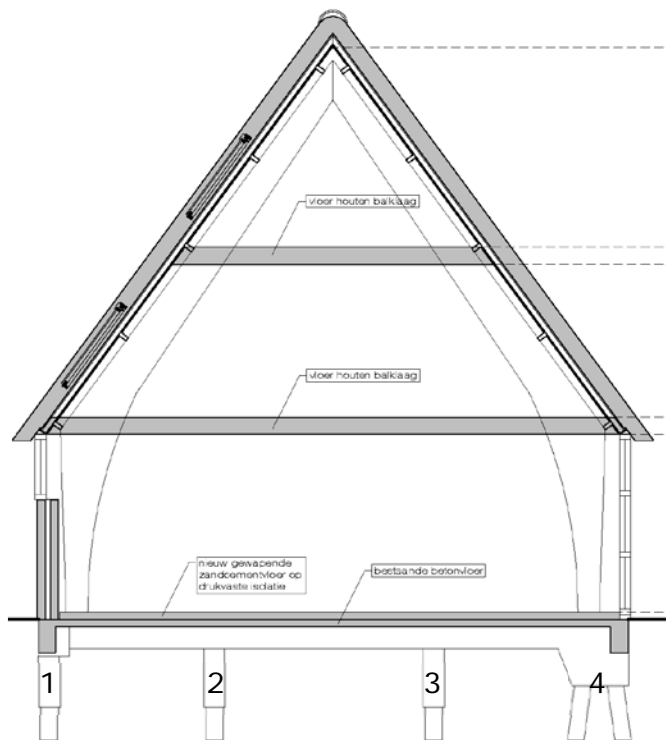 vloer houten balklaag
vloer houten balklaag
nieuw gewapende
zandcementvloer op
drukvaste isolatie
bestaande betonvloer
1
2
3
4